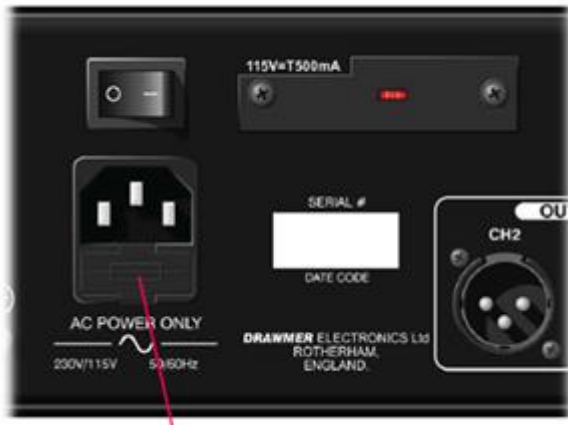 115V=T500mA
SERIAL #
OU
CH2
DATE CODE
AC POWER ONLY
230V/115V 50/60Hz
DRAWMER ELECTRONICS Ltd
ROTHERHAM,
ENGLAND.